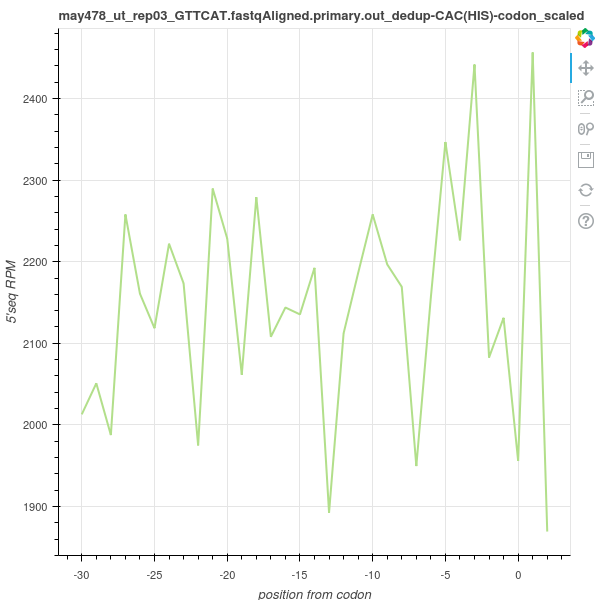 may478_ut_rep03_GTTCAT.fastqAligned.primary.out_dedup-CAC(HIS)-codon_scaled
2400
2300
2200
2100
2000
1900
5'seq RPM
-30 -25 -20 -15 -10 -5 0
position from codon